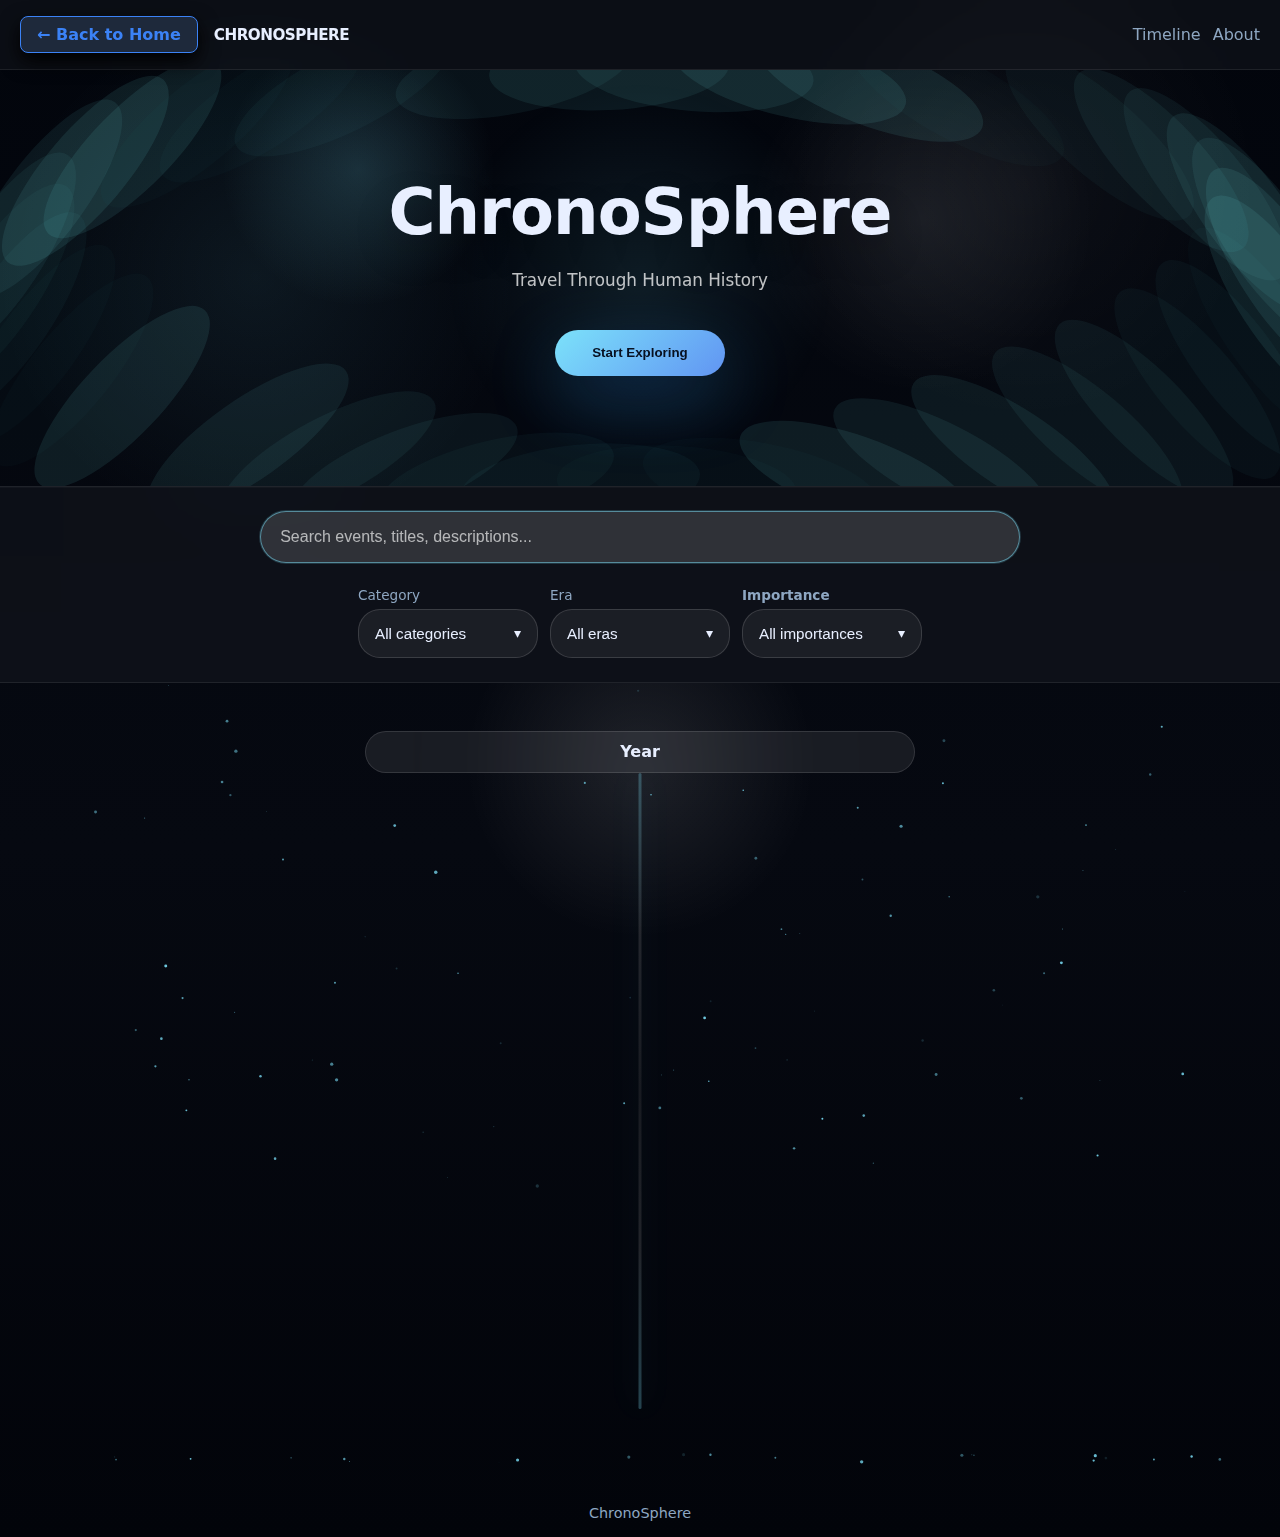 ← Back to Home
CHRONOSPHERE
Timeline
About
ChronoSphere
Travel Through Human History
Start Exploring
Search events, titles, descriptions...
Category
Era
Importance
All categories
All eras
All importances
Year
ChronoSphere